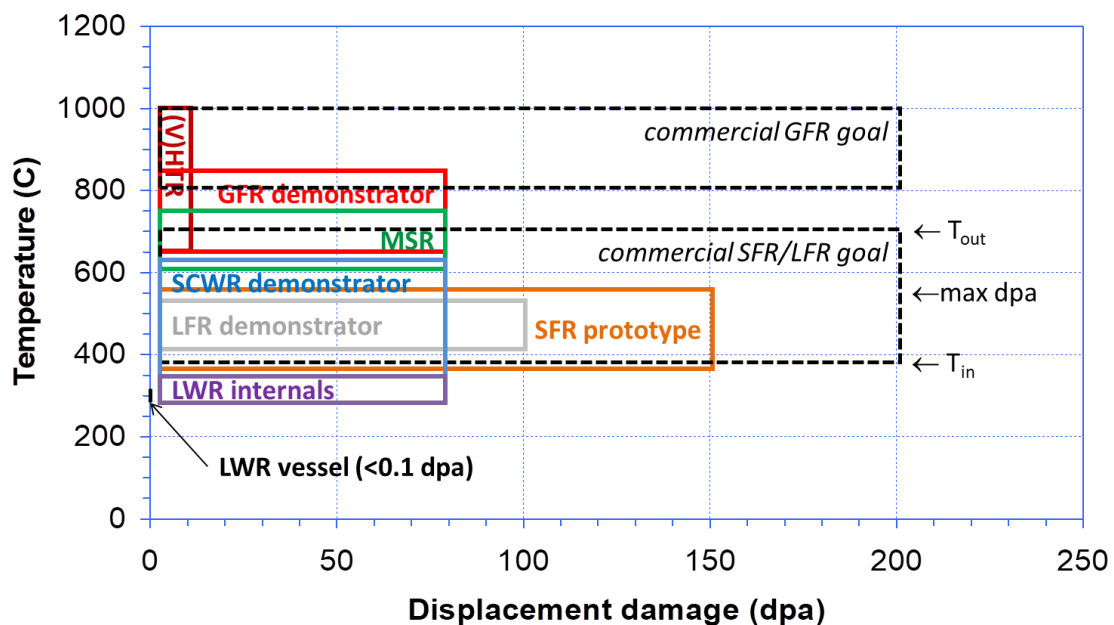 1200
1000
800
600
400
200
0
Temperature (C)
(V)HTR
commercial GFR goal
GFR demonstrator
MSR
← Tout
commercial SFR/LFR goal
SCWR demonstrator
←max dpa
LFR demonstrator
SFR prototype
← Tin
LWR internals
LWR vessel (<0.1 dpa)
0 50 100 150 200 250
Displacement damage (dpa)